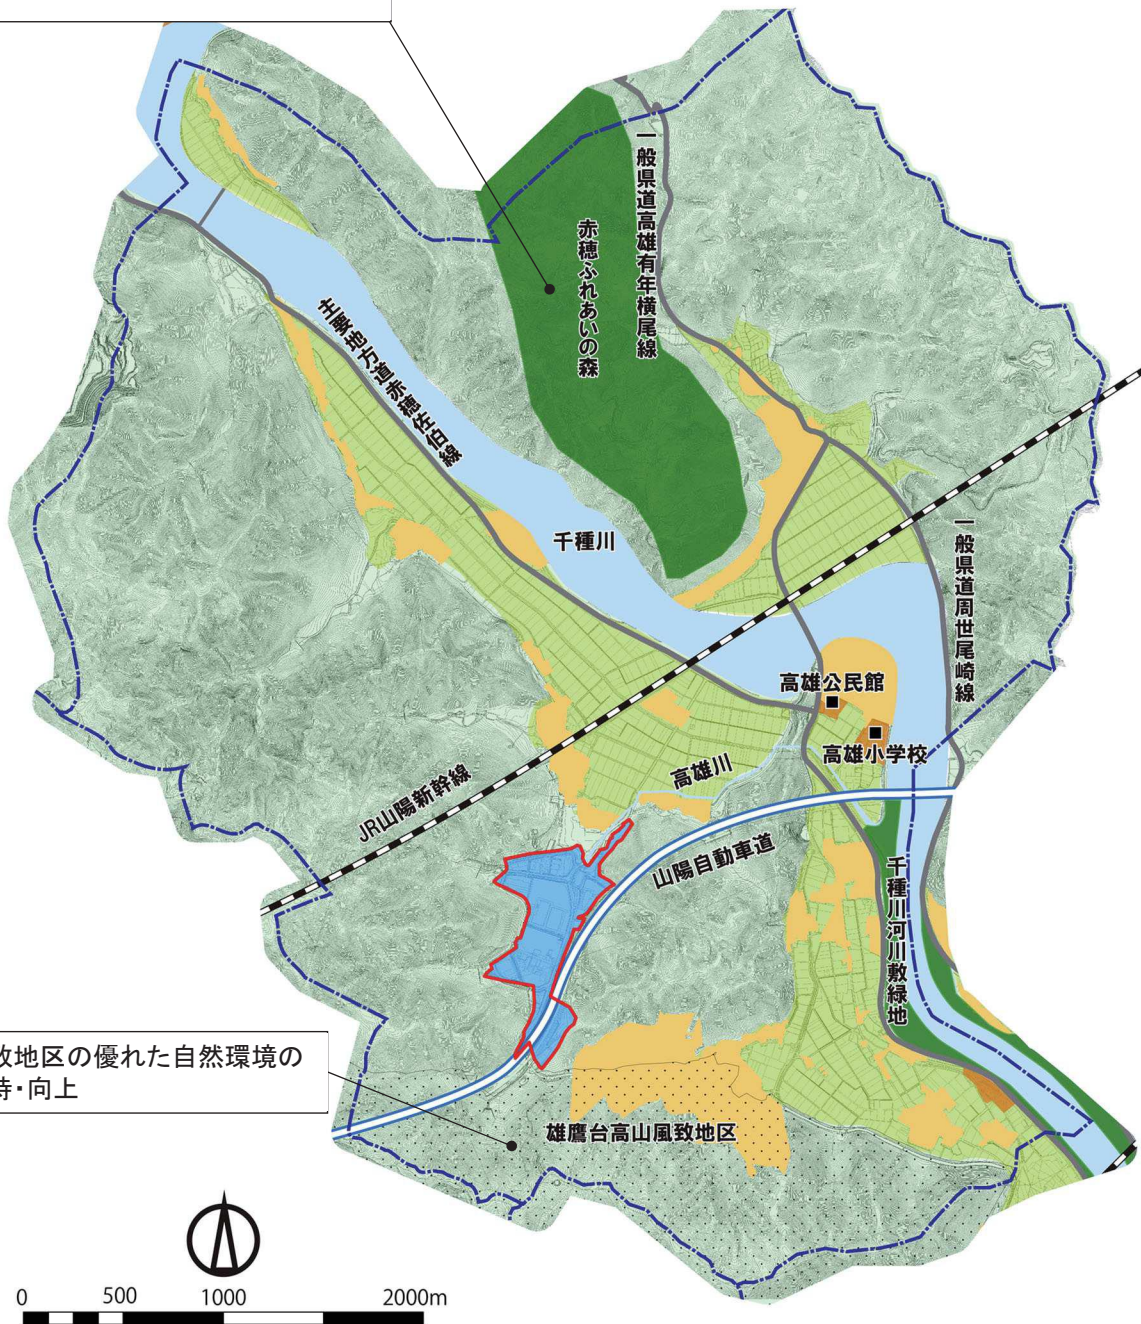 一般県道高雄有年横尾線
赤穂ふれあいの森
主要地方道赤穂佐伯線
千種川
一般県道周世尾崎線
高雄公民館
高雄小学校
高雄川
JR山陽新幹線
山陽自動車道
千種川河川敷緑地
致地区の優れた自然環境の
持・向上
雄鷹台高山風致地区
0 500 1000 2000m